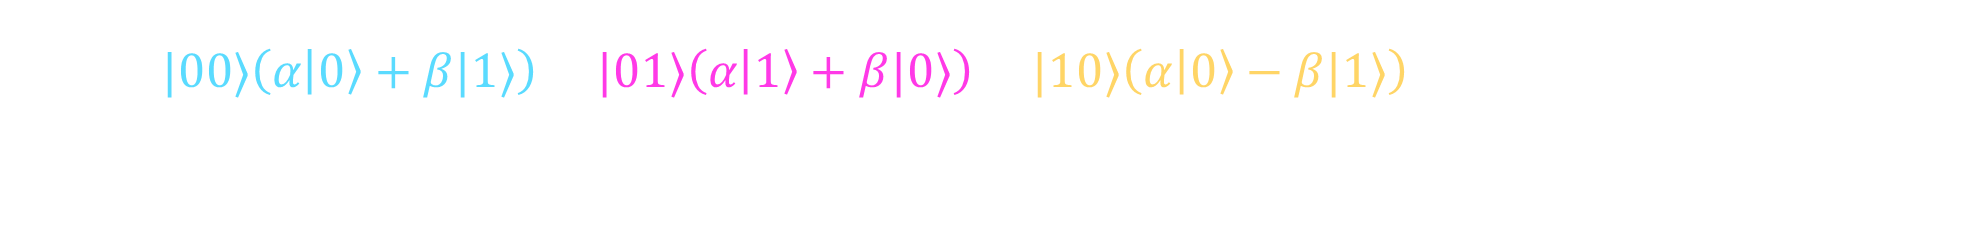 |00⟩(α|0⟩ + β|1⟩) |01⟩(α|1⟩ + β|0⟩) |10⟩(α|0⟩ − β|1⟩)